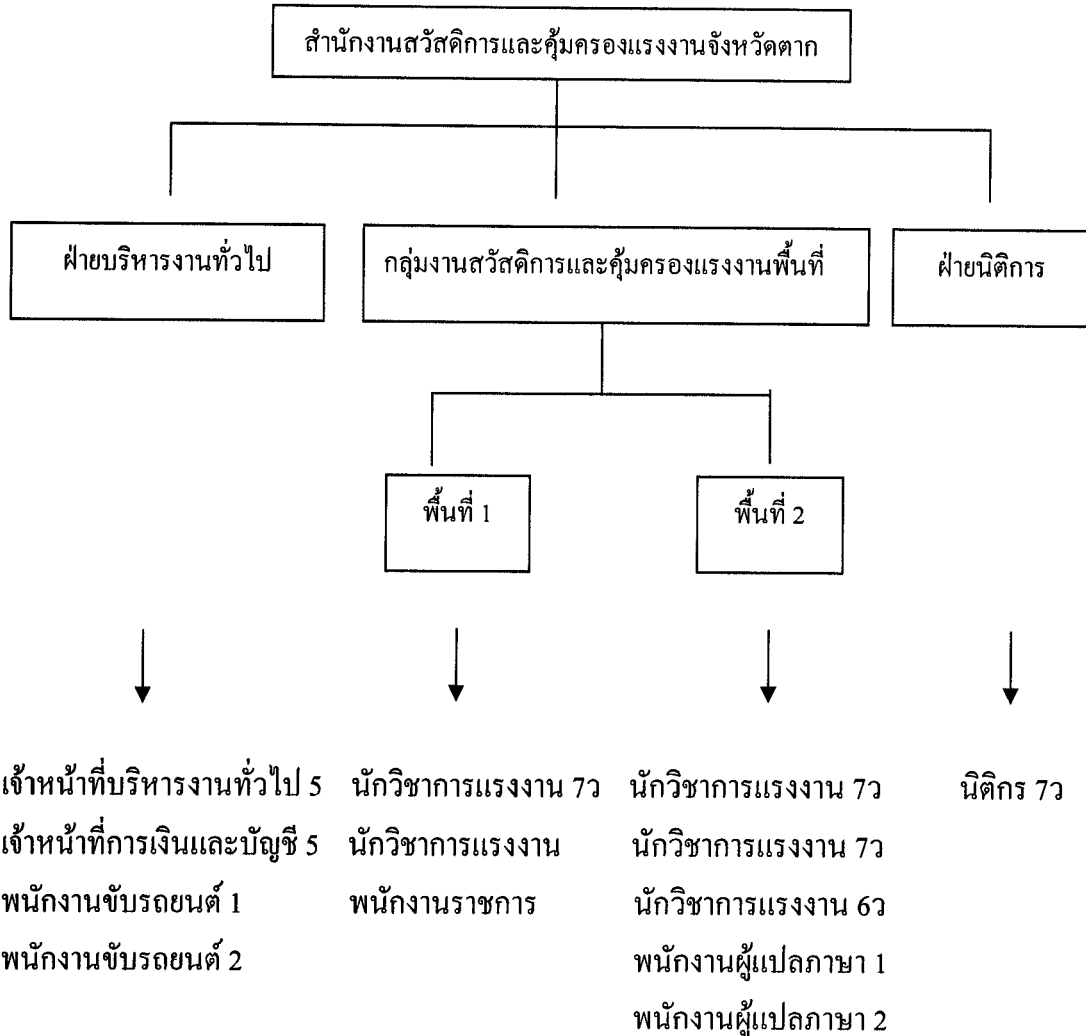 สำนักงานสวัสดิการและคุ้มครองแรงงานจังหวัดตาก
ฝ่ายบริหารงานทั่วไป
กลุ่มงานสวัสดิการและคุ้มครองแรงงานพื้นที่
ฝ่ายนิติการ
พื้นที่ 1
พื้นที่ 2
เจ้าหน้าที่บริหารงานทั่วไป 5
เจ้าหน้าที่การเงินและบัญชี 5
พนักงานขับรถยนต์ 1
พนักงานขับรถยนต์ 2
นักวิชาการแรงงาน 7ว
นักวิชาการแรงงาน
พนักงานราชการ
นักวิชาการแรงงาน 7ว
นักวิชาการแรงงาน 7ว
นักวิชาการแรงงาน 6ว
พนักงานผู้แปลภาษา 1
พนักงานผู้แปลภาษา 2
นิติกร 7ว